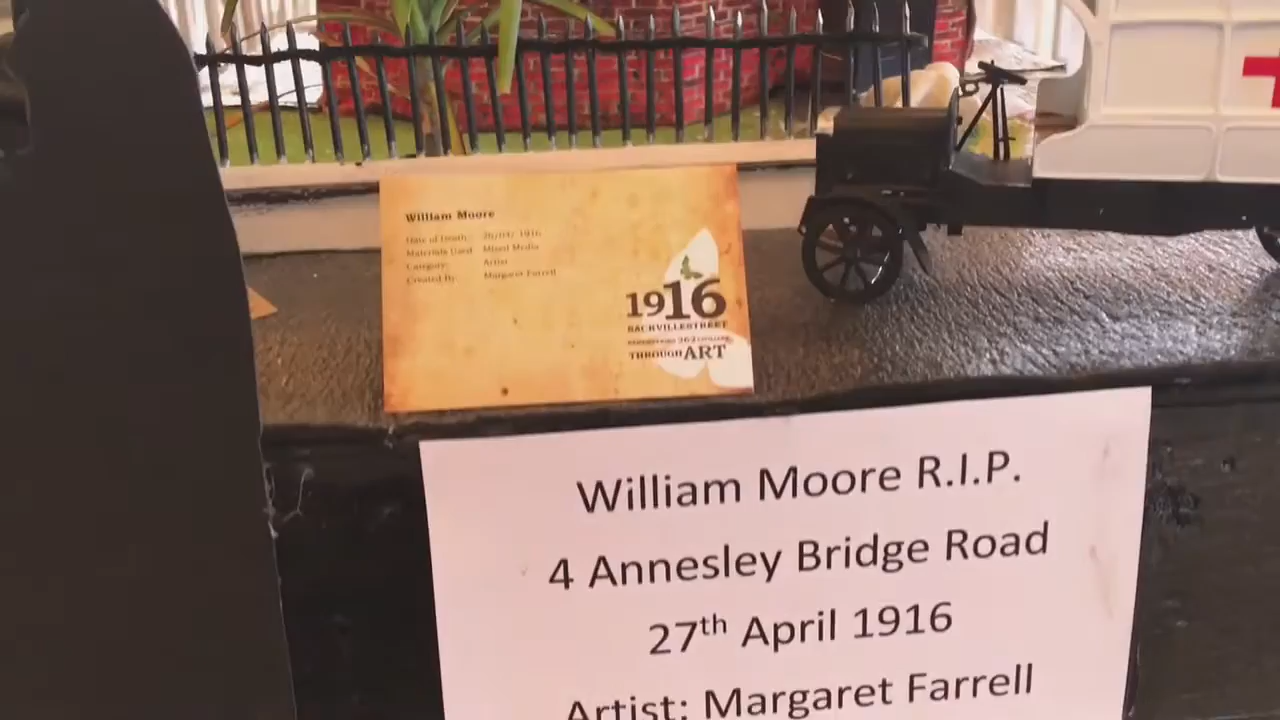 William Moore
Date of Death: 1916
Materials Used Mixed Media
Category: Artist
Created By: Margaret Farrell
1916
SACKVILLESTREET
THROUGH ART
William Moore R.I.P.
4 Annesley Bridge Road
27th April 1916
Artist: Margaret Farrell